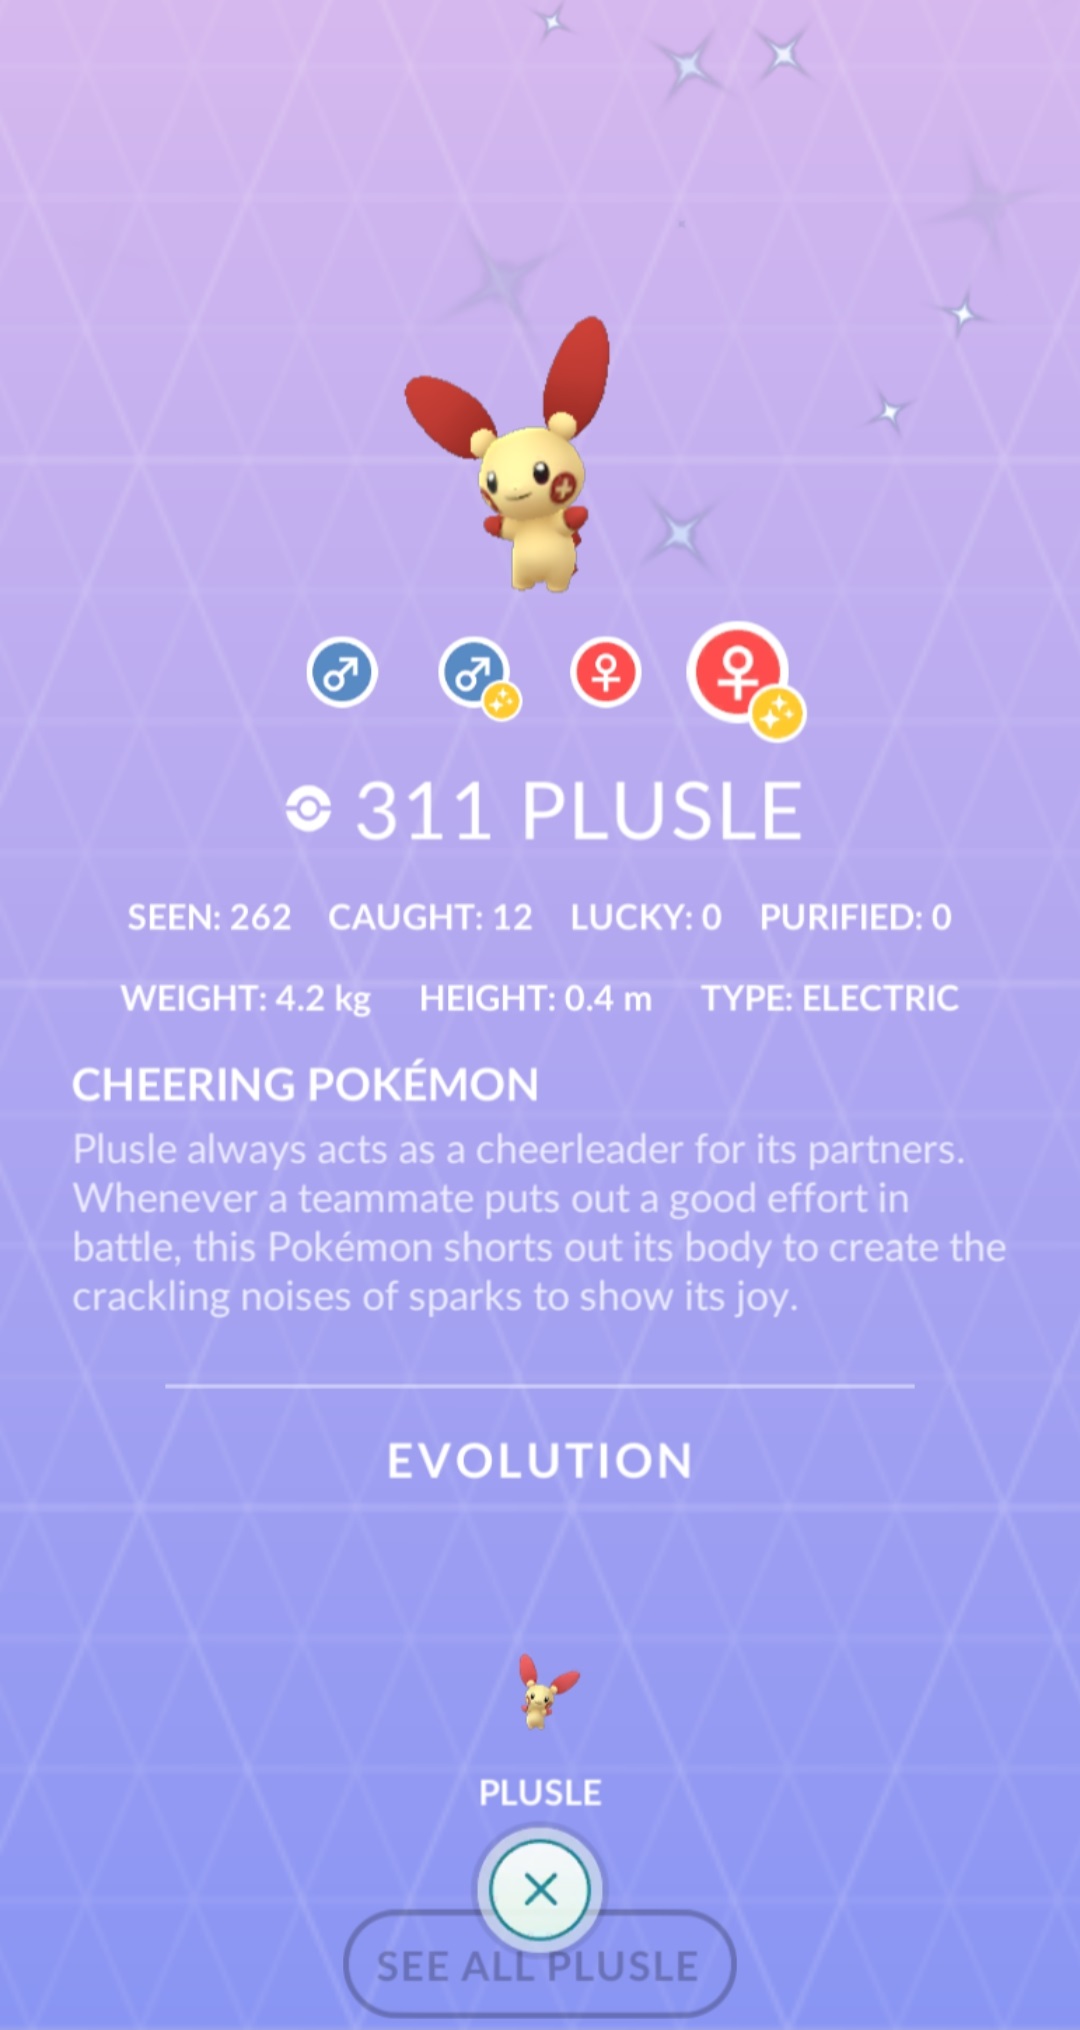 311 PLUSLE
SEEN: 262 CAUGHT: 12 LUCKY: 0 PURIFIED: 0
WEIGHT: 4.2 kg HEIGHT: 0.4 m TYPE: ELECTRIC
CHEERING POKÉMON
Plusle always acts as a cheerleader for its partners.
Whenever a teammate puts out a good effort in
battle, this Pokémon shorts out its body to create the
crackling noises of sparks to show its joy.
EVOLUTION
PLUSLE
SEE ALL PLUSLE